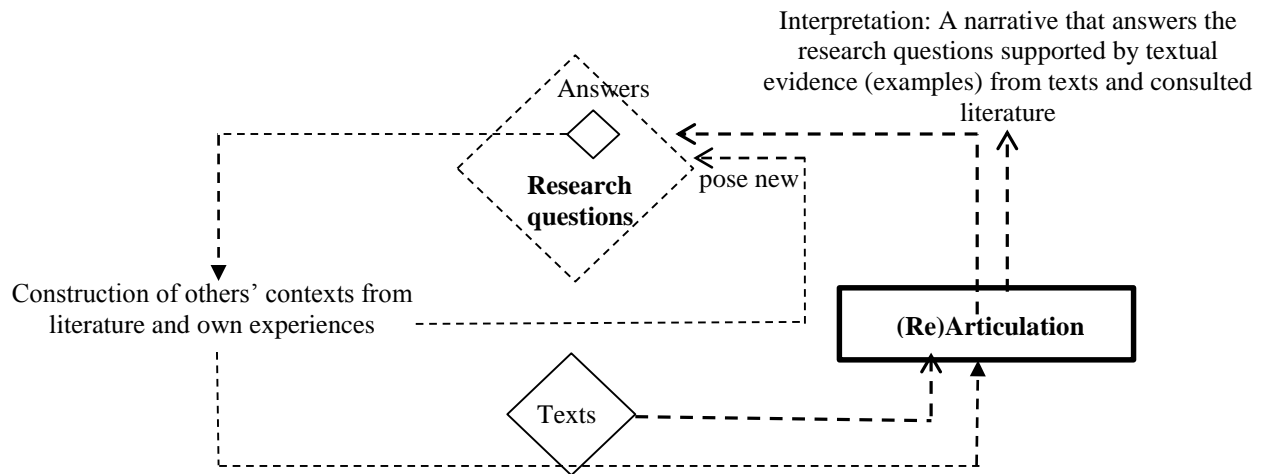 Interpretation: A narrative that answers the
research questions supported by textual
evidence (examples) from texts and consulted
literature
Answers
Research
questions
pose new
Construction of others’ contexts from
literature and own experiences
(Re)Articulation
Texts